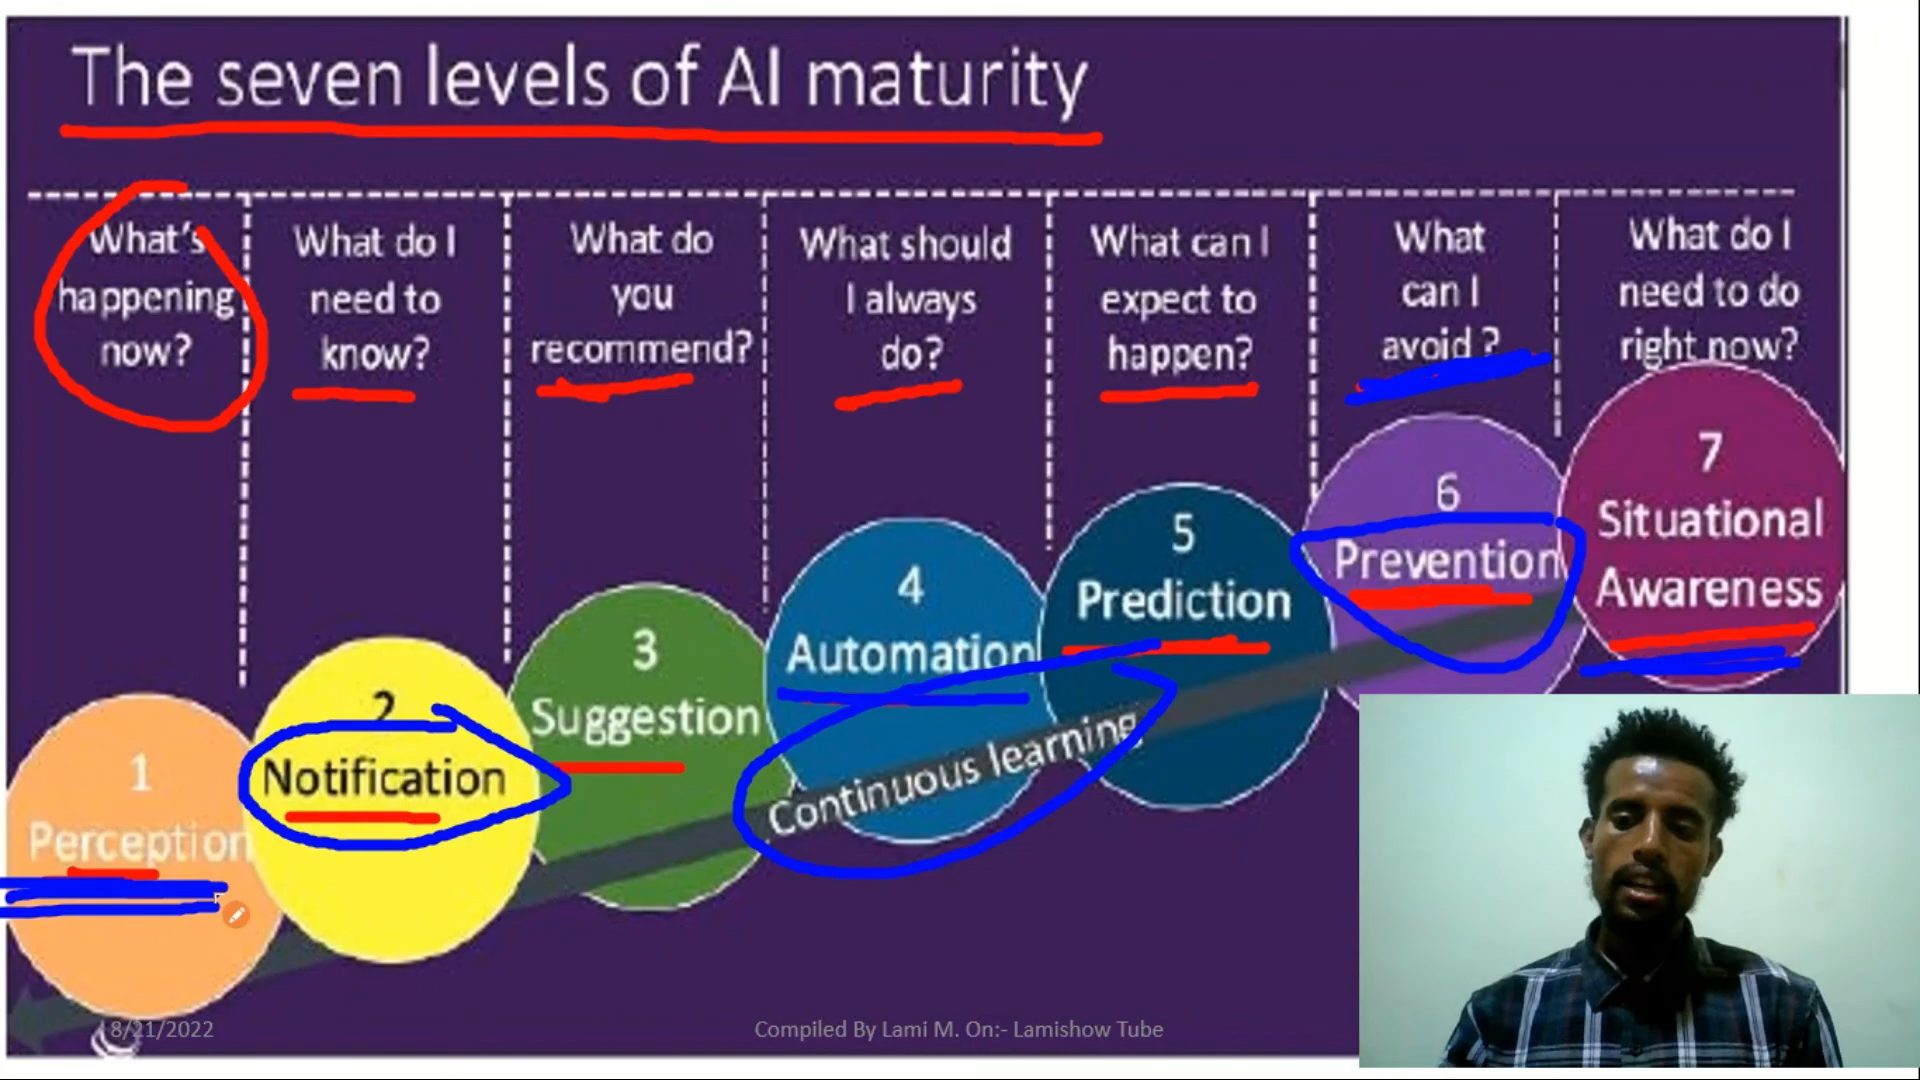 The seven levels of AI maturity
What's
happening
now?
What do I
need to
know?
What do
you
recommend?
What should
I always
do?
What can I
expect to
happen?
What
can I
avoid ?
What do I
need to do
right now?
1
Perception
2
Notification
3
Suggestion
4
Automation
5
Prediction
6
Prevention
7
Situational
Awareness
Continuous learning
8/21/2022
Compiled By Lami M. On:- Lamishow Tube